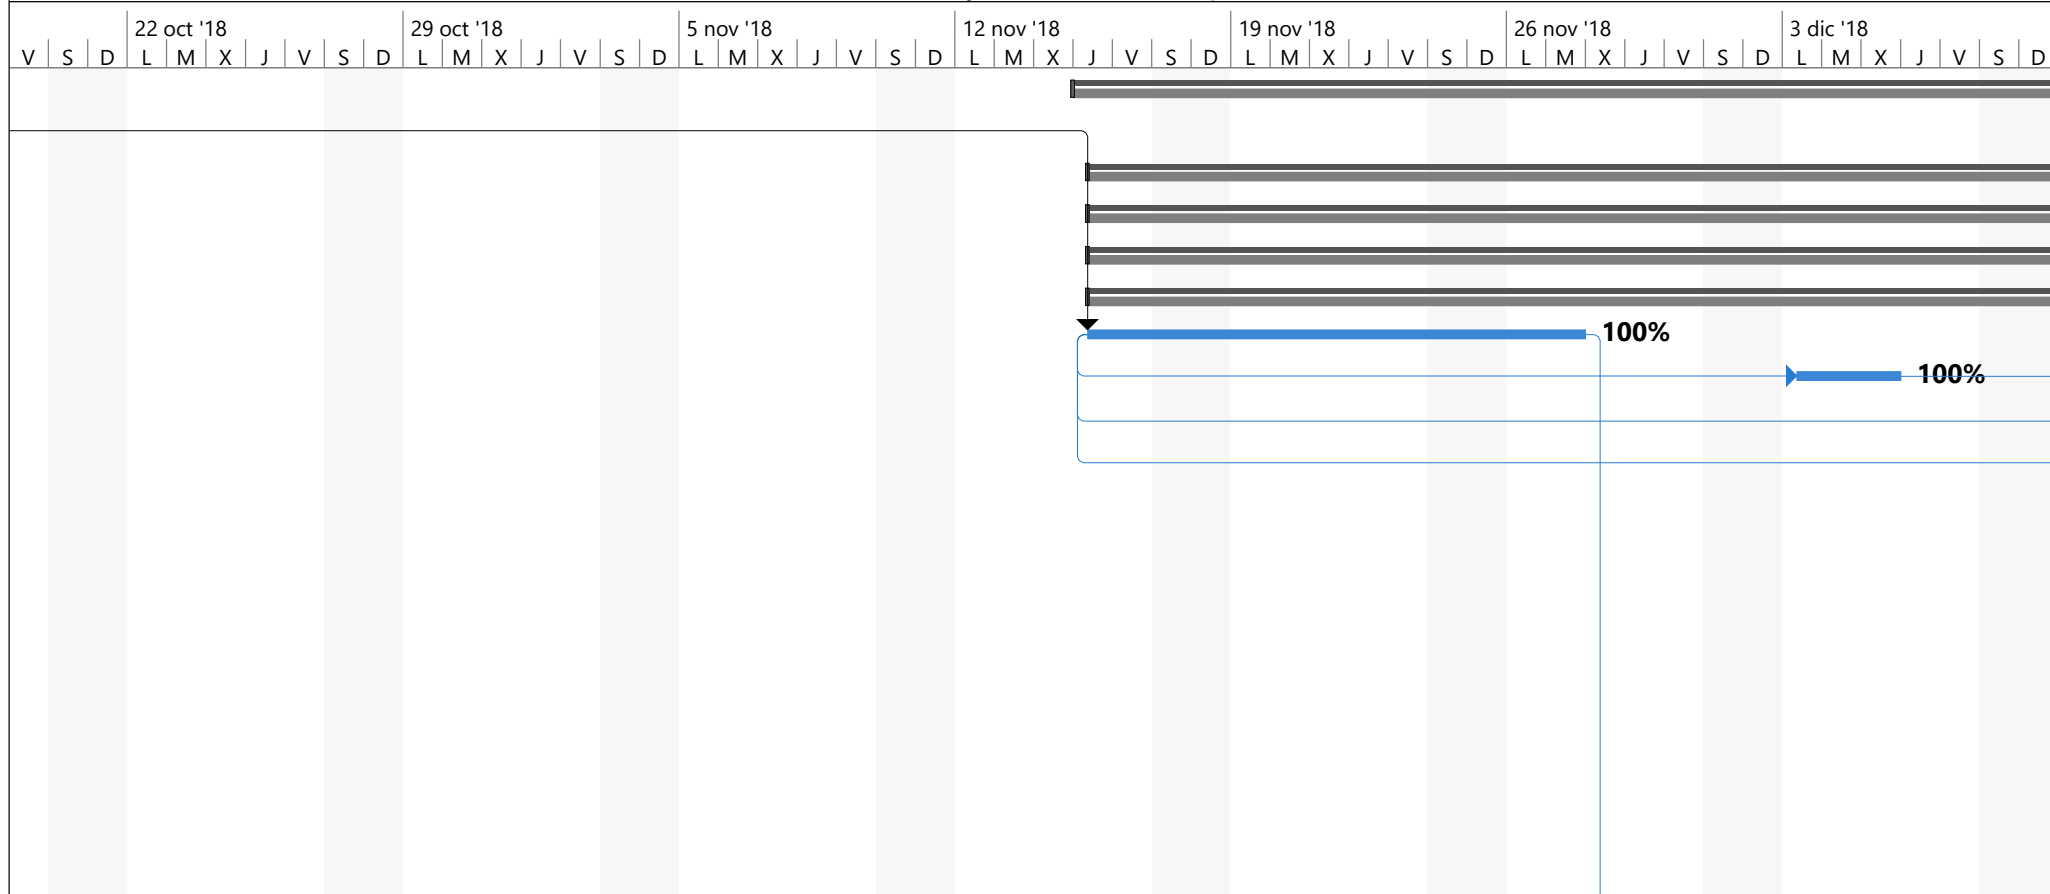 22 oct '18 29 oct '18 5 nov '18 12 nov '18 19 nov '18 26 nov '18 3 dic '18
V S D L M X J V S D L M X J V S D L M X J V S D L M X J V S D L M X J V S D L M X J V S D L M X J V S D
100%
100%